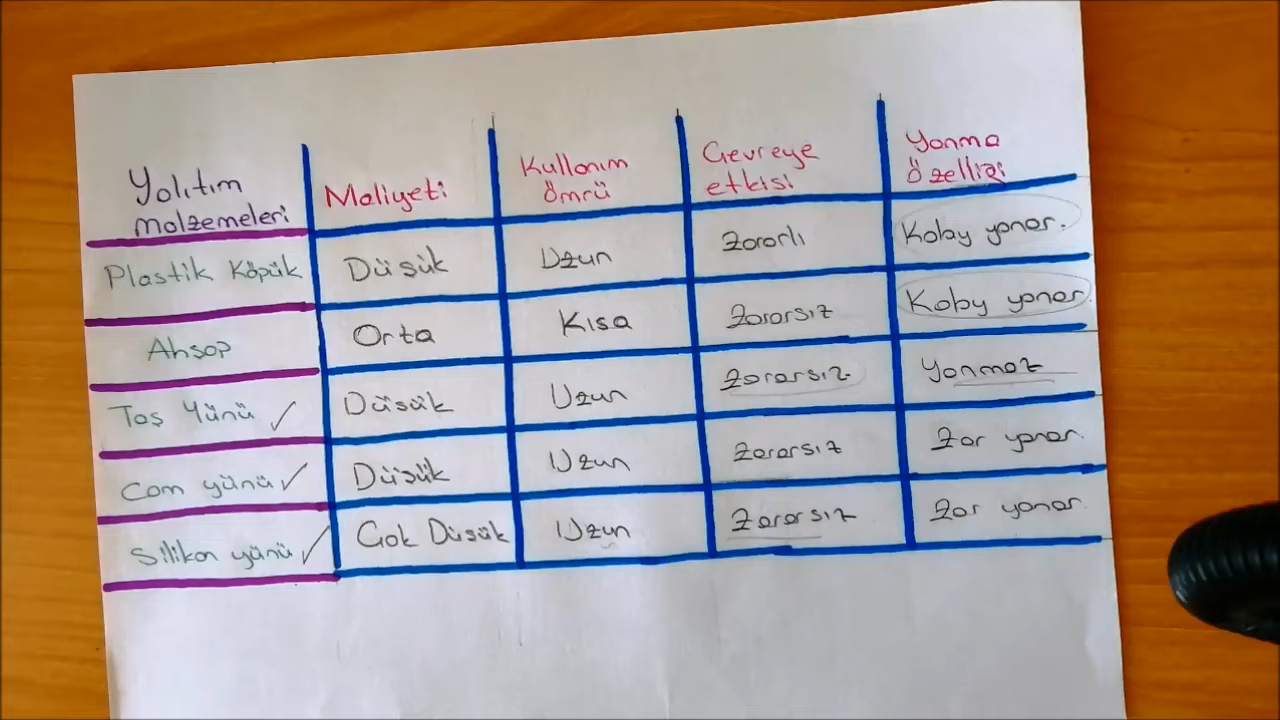 Yalıtım malzemeleri Maliyeti Kullanım ömrü Çevreye etkisi Yanma özelliği
Plastik Köpük Düşük Uzun Zararlı Kolay yanar.
Ahşap Orta Kısa Zararsız Kolay yanar.
Taş Yünü ✓ Düşük Uzun Zararsız Yanmaz
Cam yünü ✓ Düşük Uzun Zararsız Zor yanar.
Silikon yünü ✓ Çok Düşük Uzun Zararsız Zor yanar.